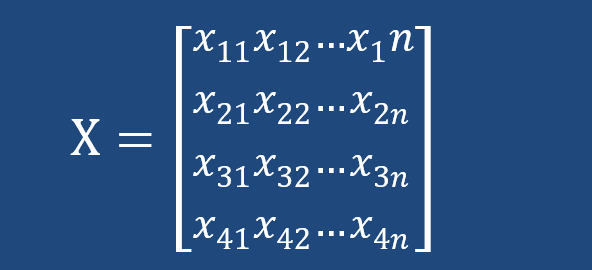 x₁₁x₁₂…x₁n
x₂₁x₂₂…x₂ₙ
X =
x₃₁x₃₂…x₃ₙ
x₄₁x₄₂…x₄ₙ